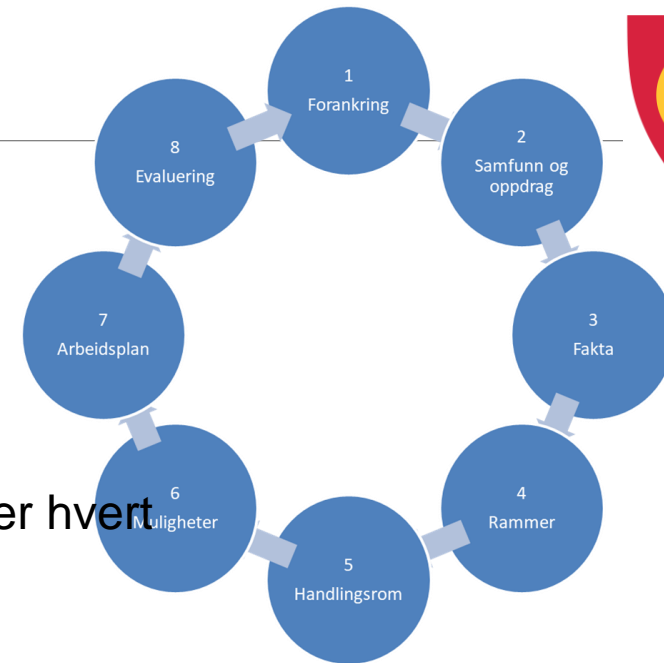 1
Forankring
2
Samfunn og
oppdrag
3
Fakta
4
Rammer
5
Handlingsrom
6
Muligheter
7
Arbeidsplan
8
Evaluering
er hvert